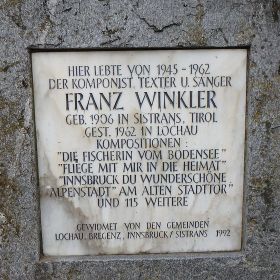 HIER LEBTE VON 1945-1962
DER KOMPONIST, TEXTER U. SÄNGER
FRANZ WINKLER
GEB. 1906 IN SISTRANS, TIROL
GEST. 1962 IN LOCHAU
KOMPOSITIONEN :
"DIE FISCHERIN VOM BODENSEE"
"FLIEGE MIT MIR IN DIE HEIMAT"
"INNSBRUCK DU WUNDERSCHÖNE
ALPENSTADT" AM ALTEN STADTTOR"
UND 115 WEITERE
GEWIDMET VON DEN GEMEINDEN
LOCHAU, BREGENZ, INNSBRUCK/SISTRANS 1992